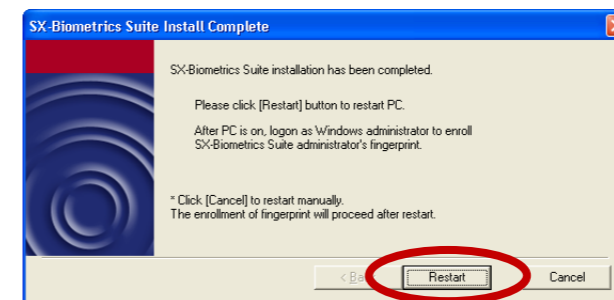 SX-Biometrics Suite Install Complete
SX-Biometrics Suite installation has been completed.
Please click [Restart] button to restart PC.
After PC is on, logon as Windows administrator to enroll
SX-Biometrics Suite administrator's fingerprint.
* Click [Cancel] to restart manually.
The enrollment of fingerprint will proceed after restart.
Restart Cancel